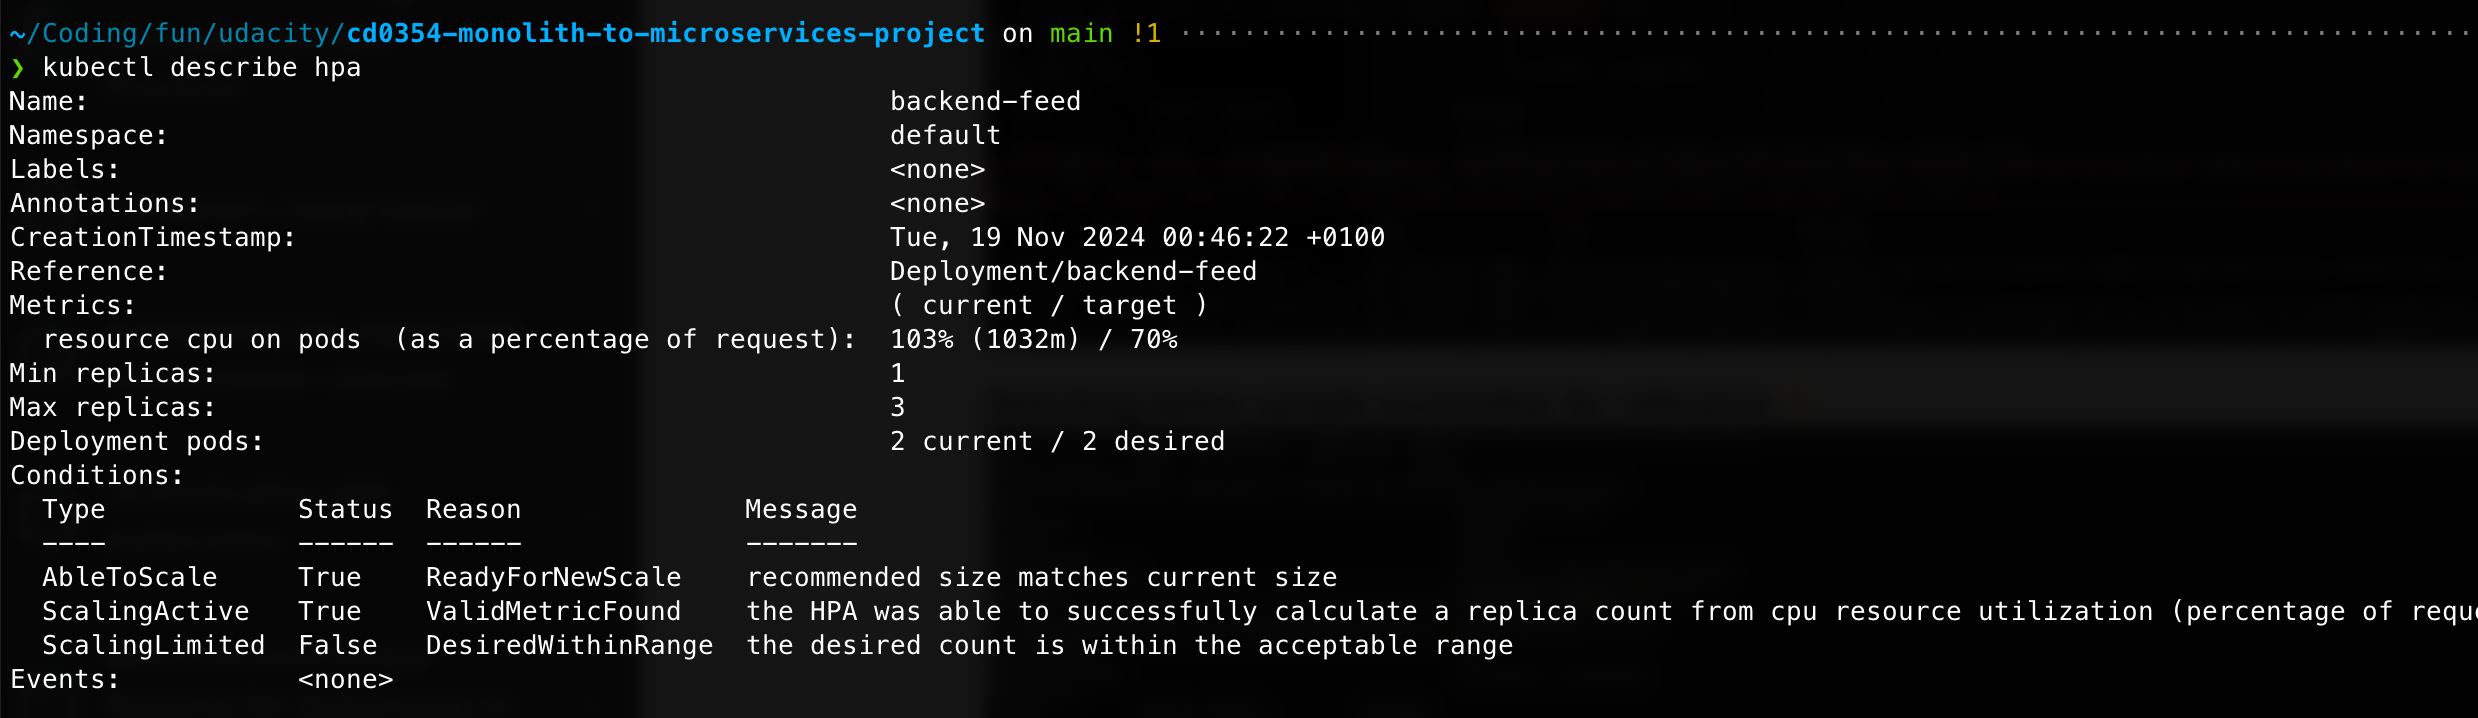 ~/Coding/fun/udacity/cd0354-monolith-to-microservices-project on main !1
❯ kubectl describe hpa
Name: backend-feed
Namespace: default
Labels: <none>
Annotations: <none>
CreationTimestamp: Tue, 19 Nov 2024 00:46:22 +0100
Reference: Deployment/backend-feed
Metrics: ( current / target )
  resource cpu on pods  (as a percentage of request):  103% (1032m) / 70%
Min replicas: 1
Max replicas: 3
Deployment pods: 2 current / 2 desired
Conditions:
  Type            Status  Reason              Message
  ----            ------  ------              -------
  AbleToScale     True    ReadyForNewScale    recommended size matches current size
  ScalingActive   True    ValidMetricFound    the HPA was able to successfully calculate a replica count from cpu resource utilization (percentage of requ
  ScalingLimited  False   DesiredWithinRange  the desired count is within the acceptable range
Events:           <none>